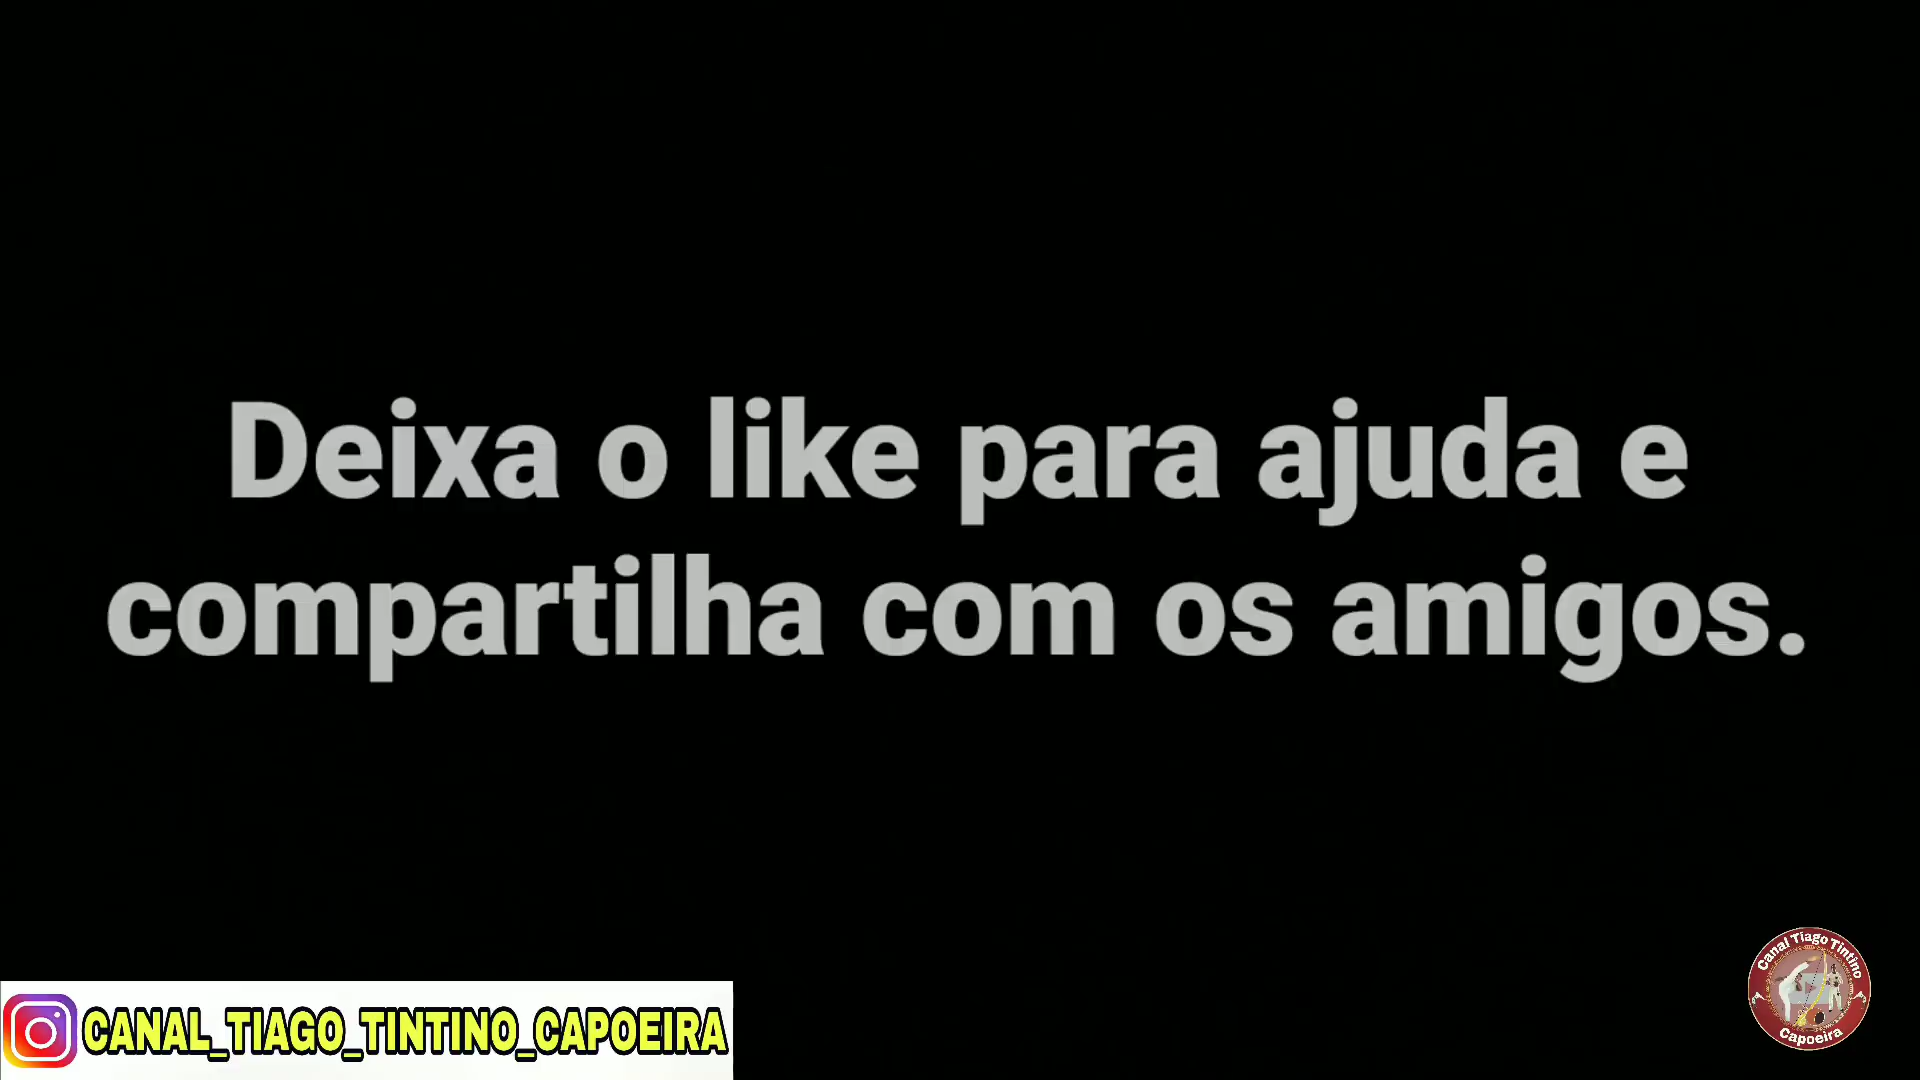 Deixa o like para ajuda e
compartilha com os amigos.
CANAL_TIAGO_TINTINO_CAPOEIRA
Canal Tiago Tintino
Capoeira